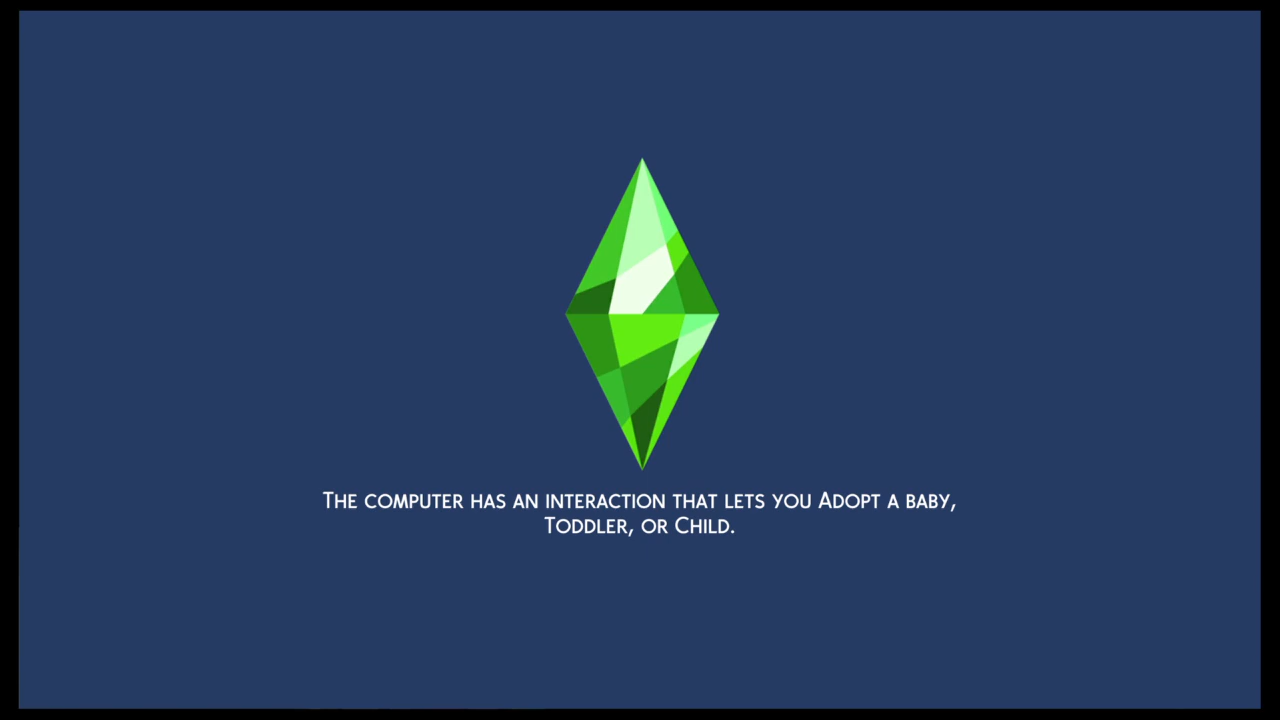 The computer has an interaction that lets you Adopt a baby,
Toddler, or Child.